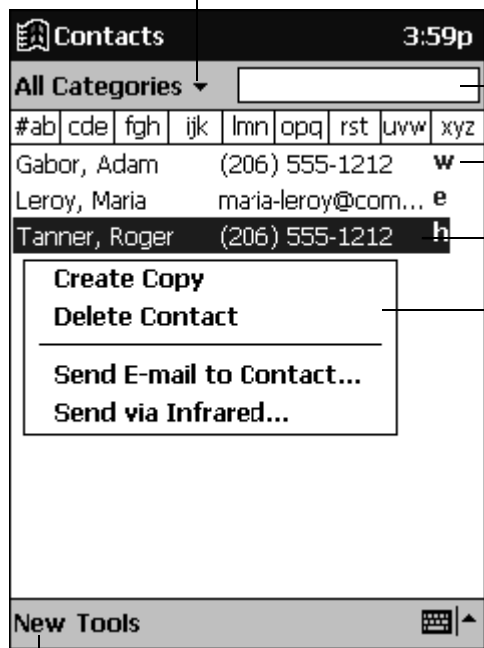 Contacts 3:59p
All Categories
#ab cde fgh ijk lmn opq rst uvw xyz
Gabor, Adam (206) 555-1212 w
Leroy, Maria maria-leroy@com... e
Tanner, Roger (206) 555-1212 h
Create Copy
Delete Contact
Send E-mail to Contact...
Send via Infrared...
New Tools